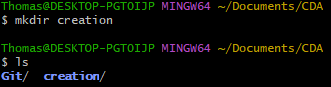 Thomas@DESKTOP-PGTOIJP MINGW64 ~/Documents/CDA
$ mkdir creation
Thomas@DESKTOP-PGTOIJP MINGW64 ~/Documents/CDA
$ ls
Git/  creation/